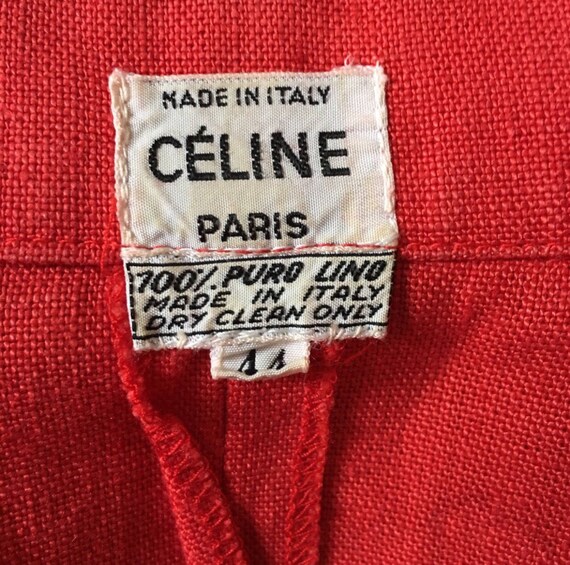 MADE IN ITALY
CÉLINE
PARIS
100% PURO LINO
MADE IN ITALY
DRY CLEAN ONLY
44